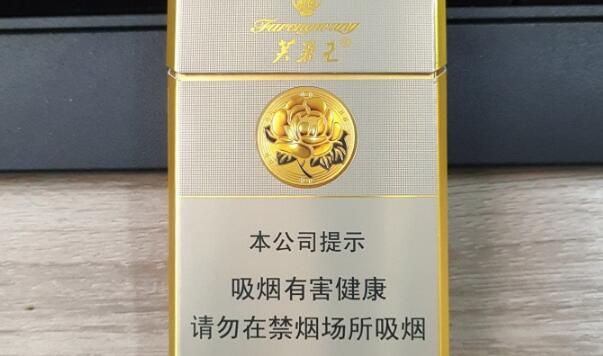 Furongwang
芙蓉王®
本公司提示
吸烟有害健康
请勿在禁烟场所吸烟